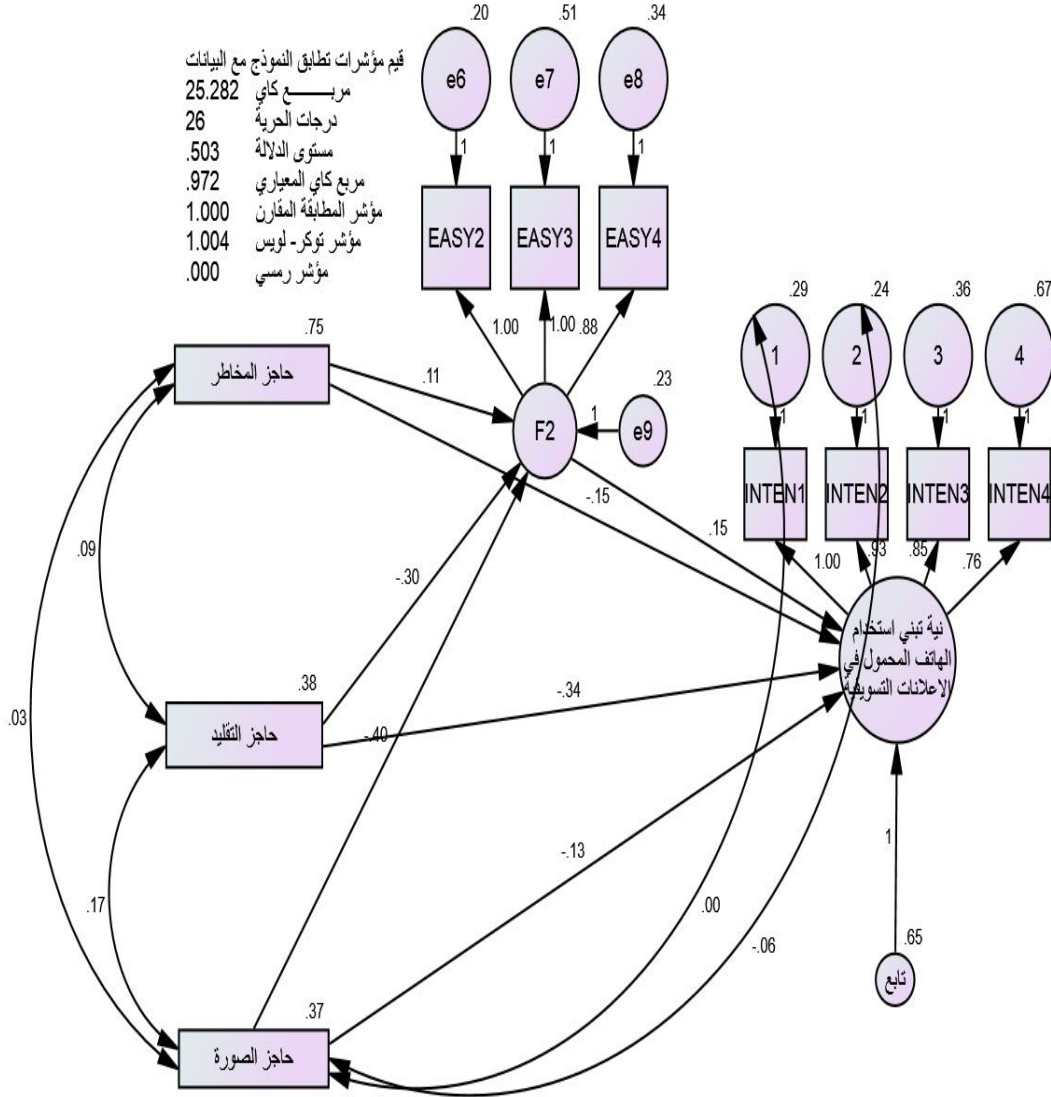 قيم مؤشرات تطابق النموذج مع البيانات
مربـــــع كاي 25.282
درجات الحرية 26
مستوى الدلالة .503
مربع كاي المعياري .972
مؤشر المطابقة المقارن 1.000
مؤشر توكر- لويس 1.004
مؤشر رمسي .000
.20
.51
.34
e6
e7
e8
1
1
1
EASY2
EASY3
EASY4
1.00
1.00
.88
.75
حاجز المخاطر
.11
F2
1
e9
.23
.29
.24
.36
.67
1
2
3
4
1
1
1
1
INTEN1
INTEN2
INTEN3
INTEN4
1.00
.93
.85
.76
-.15
.15
.09
-.30
نية تبني استخدام
الهاتف المحمول في
الاعلانات التسويقية
.38
حاجز التقليد
-.34
.03
-.40
-.13
.17
.00
-.06
1
.65
تابع
.37
حاجز الصورة